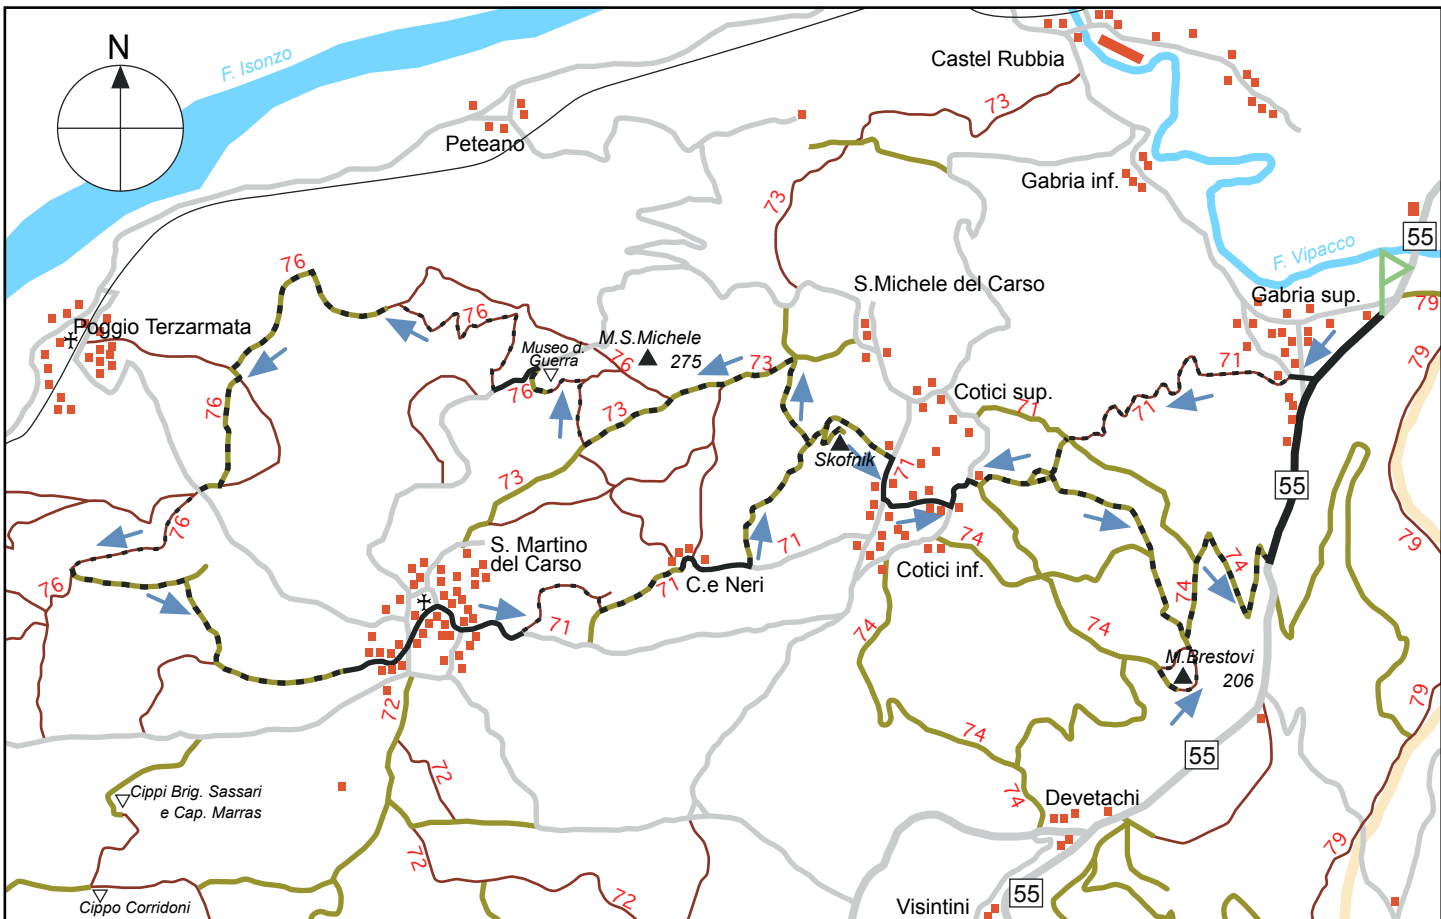 N
F. Isonzo
Castel Rubbia
73
Peteano
Gabria inf.
73
55
F. Vipacco
76
S.Michele del Carso
Gabria sup.
79
76
Poggio Terzarmata
M.S.Michele
275
Museo d.
Guerra
76
73
71
79
76
76
73
71
71
Cotici sup.
Skofnik
71
73
55
76
79
S. Martino
del Carso
71
74
Cotici inf.
74
76
71
C.e Neri
74
71
74
74
M.Brestovi
206
79
72
74
55
72
Cippi Brig. Sassari
e Cap. Marras
74
Devetachi
79
72
72
55
Cippo Corridoni
Visintini